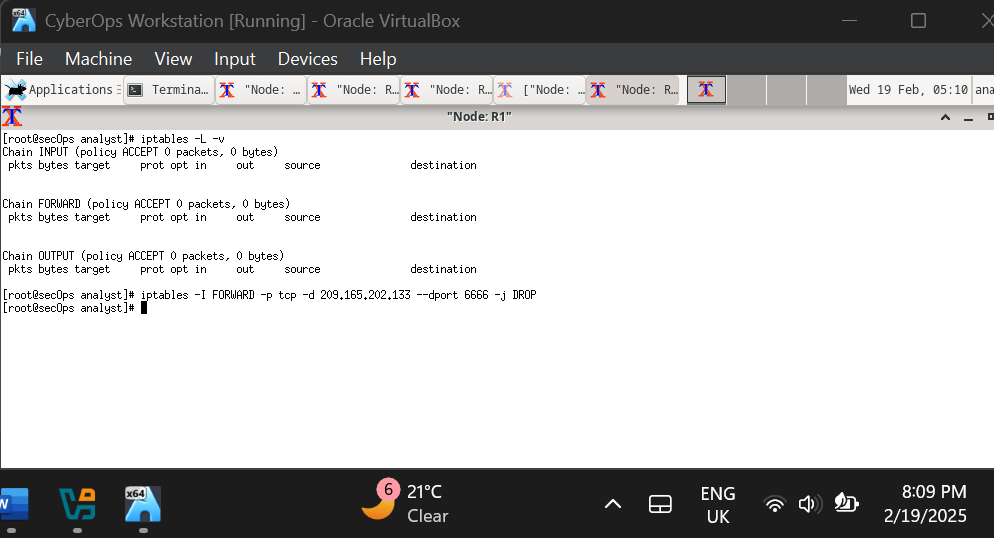 CyberOps Workstation [Running] - Oracle VirtualBox
File Machine View Input Devices Help
Applications Termina... "Node: ... "Node: R... "Node: R... ["Node: ... "Node: R... Wed 19 Feb, 05:10 ana
"Node: R1"
[root@secOps analyst]# iptables -L -v
Chain INPUT (policy ACCEPT 0 packets, 0 bytes)
pkts bytes target prot opt in out source destination
Chain FORWARD (policy ACCEPT 0 packets, 0 bytes)
pkts bytes target prot opt in out source destination
Chain OUTPUT (policy ACCEPT 0 packets, 0 bytes)
pkts bytes target prot opt in out source destination
[root@secOps analyst]# iptables -I FORWARD -p tcp -d 209.165.202.133 --dport 6666 -j DROP
[root@secOps analyst]#
W
x64
6
21°C
Clear
ENG
UK
8:09 PM
2/19/2025